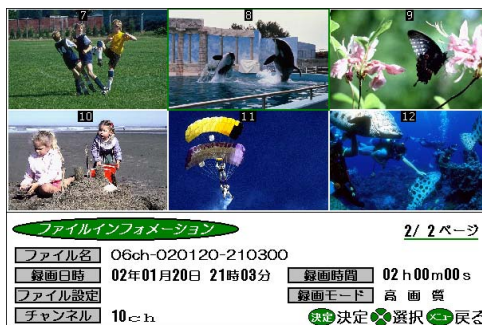 7 8 9
10 11 12
ファイルインフォメーション 2/ 2 ページ
ファイル名 06ch-020120-210300
録画日時 02年01月20日 21時03分 録画時間 02h00m00s
ファイル設定 録画モード 高画質
チャンネル 10ch
決定 決定 選択 メニュー 戻る